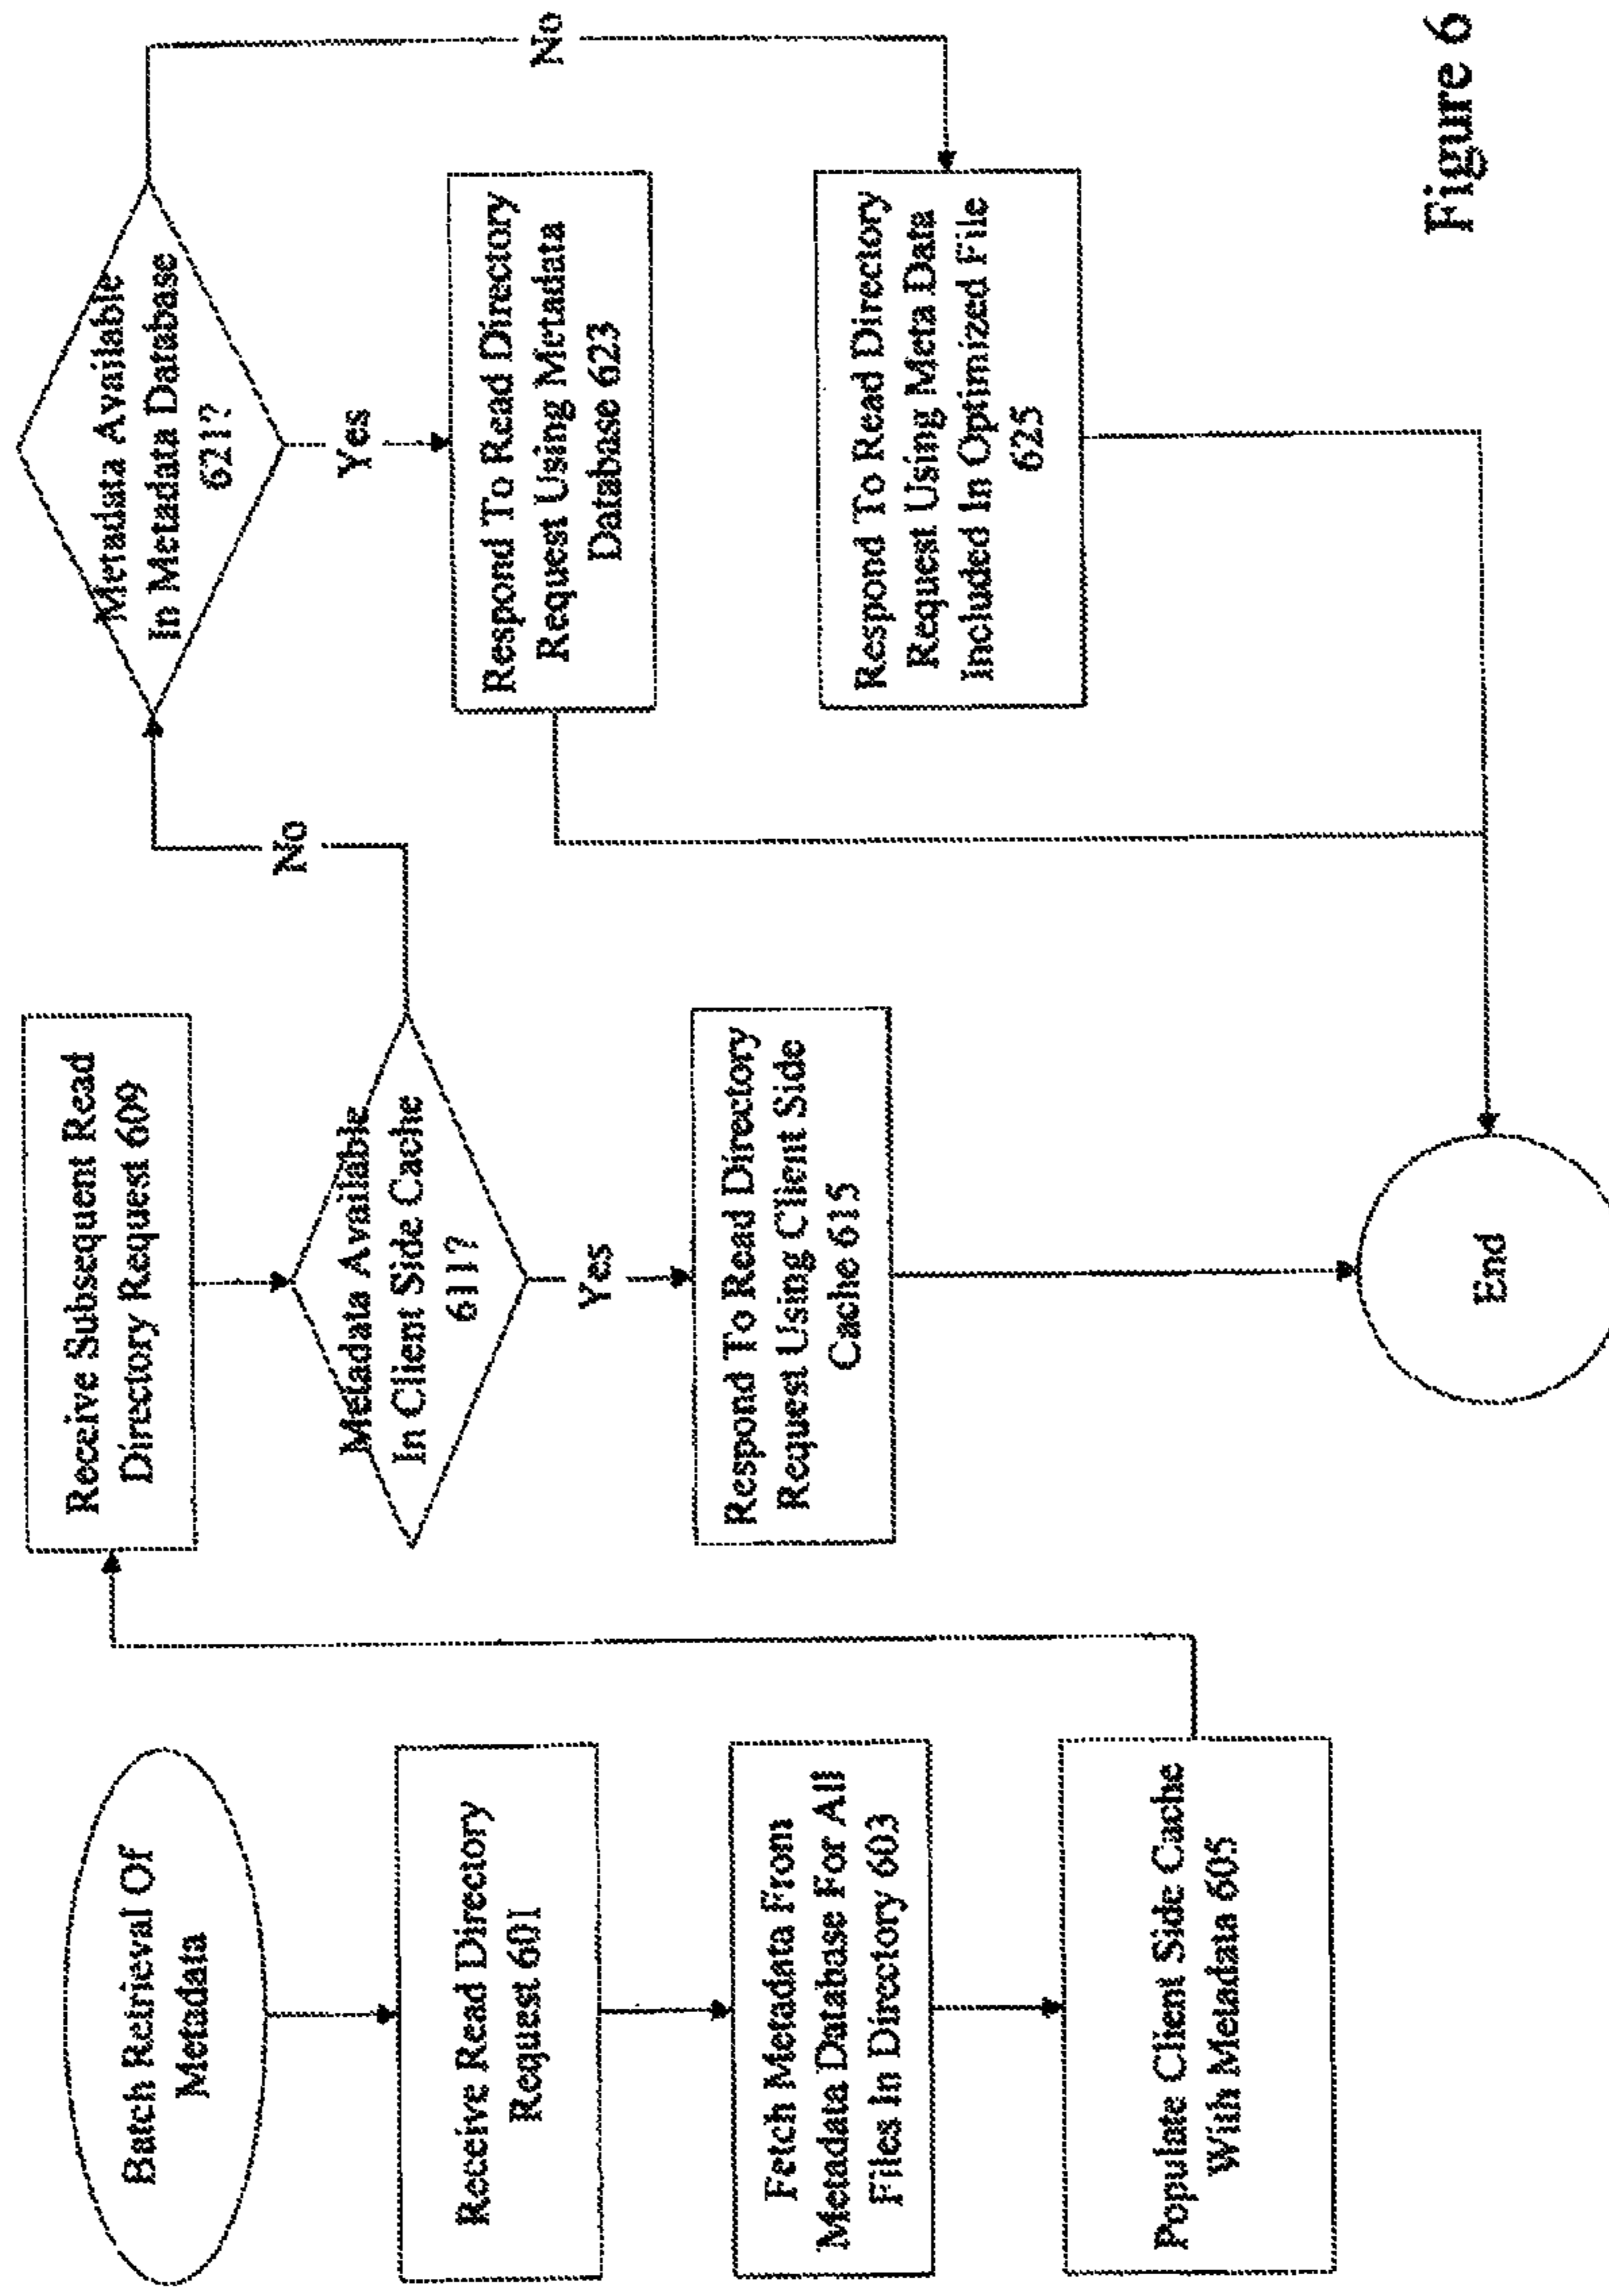 Batch Retrieval Of
Metadata
Receive Read Directory
Request 601
Fetch Metadata From
Metadata Database For All
Files In Directory 603
Populate Client Side Cache
With Metadata 605
Receive Subsequent Read
Directory Request 609
Metadata Available
In Client Side Cache
611?
No
Yes
Respond To Read Directory
Request Using Client Side
Cache 615
End
Metadata Available
In Metadata Database
621?
Yes
No
Respond To Read Directory
Request Using Metadata
Database 623
Respond To Read Directory
Request Using Meta Data
Included In Optimized File
625
Figure 6